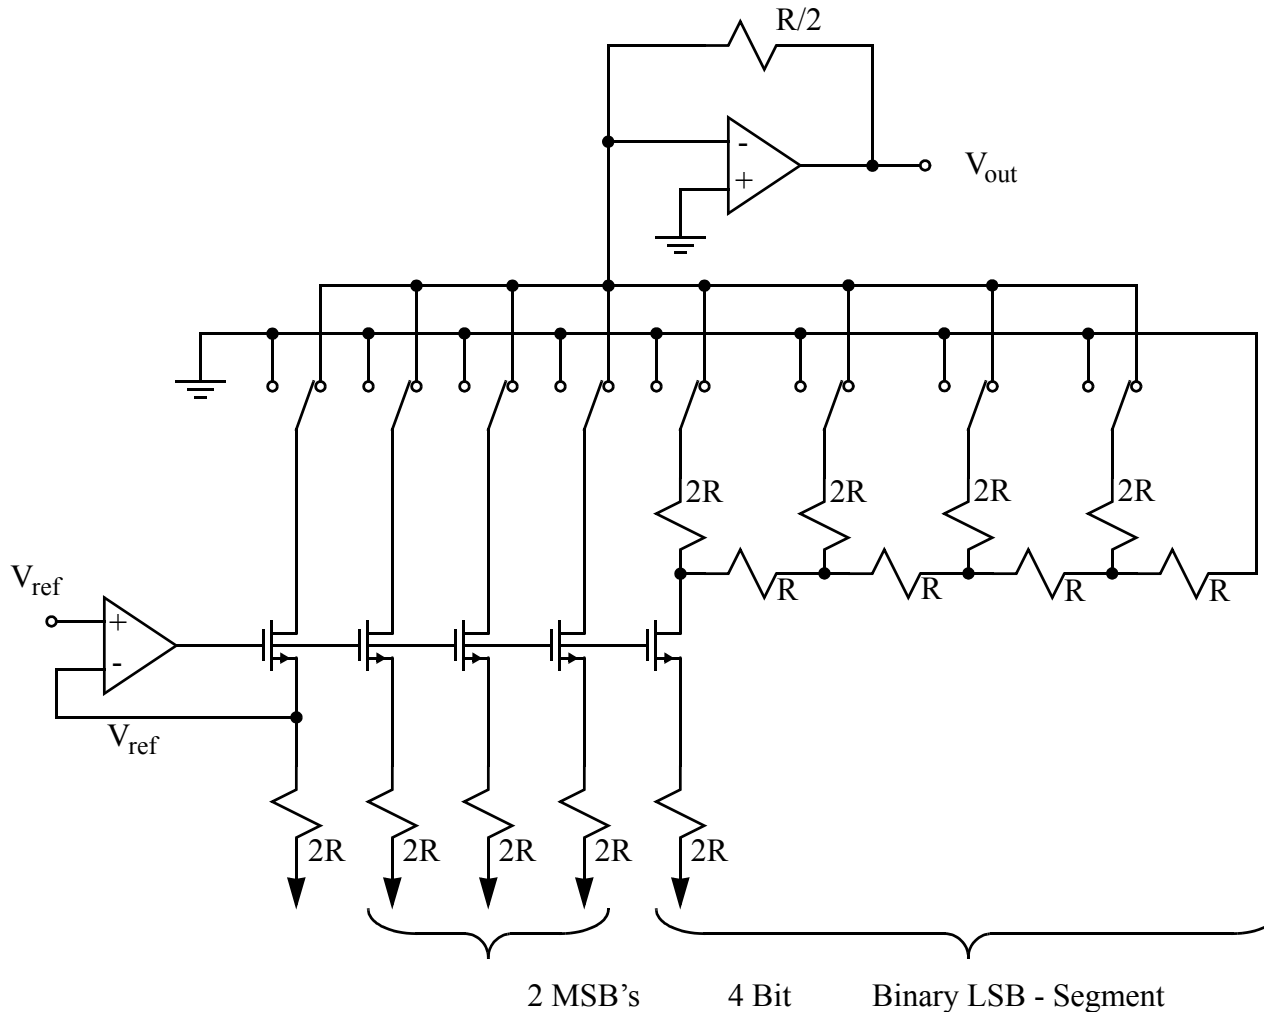 R/2
-
+
V_out
2R 2R 2R 2R
R R R R
V_ref
+
-
V_ref
2R 2R 2R 2R 2R
2 MSB’s 4 Bit Binary LSB - Segment